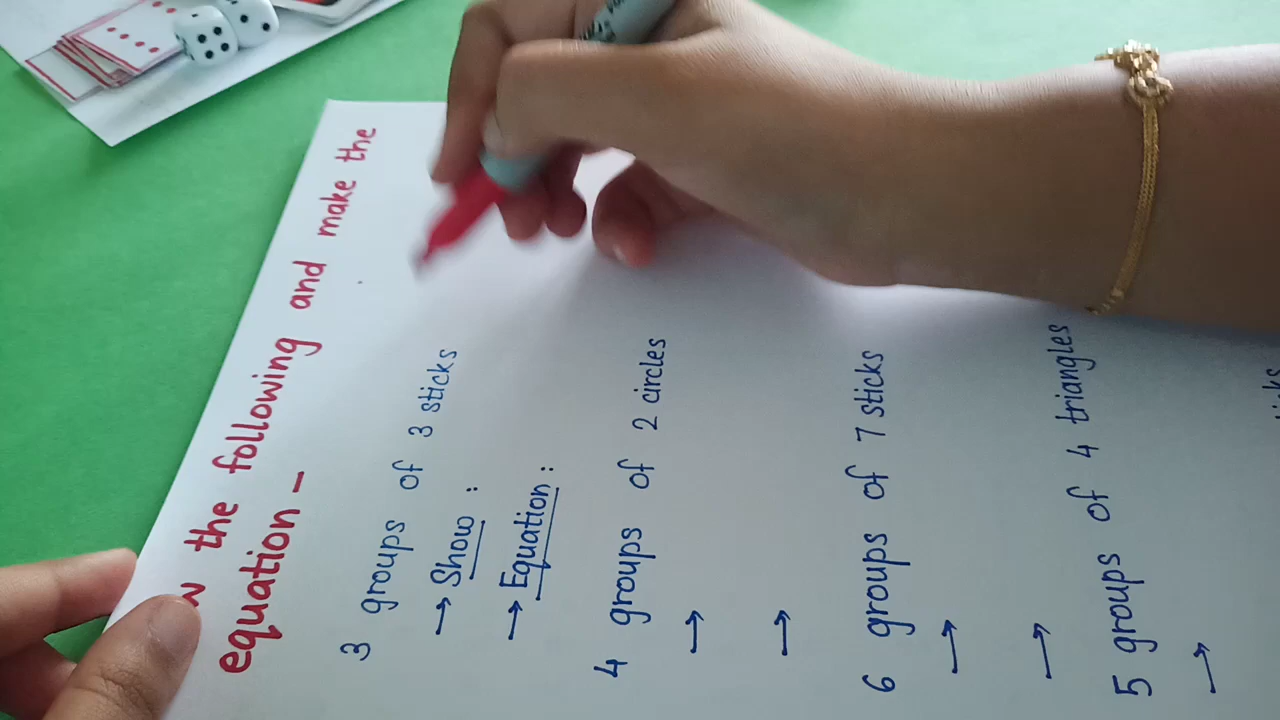 the following and make the
equation -
3 groups of 3 sticks
→ Show :
→ Equation :
4 groups of 2 circles
→
→
6 groups of 7 sticks
→
→
5 groups of 4 triangles
→